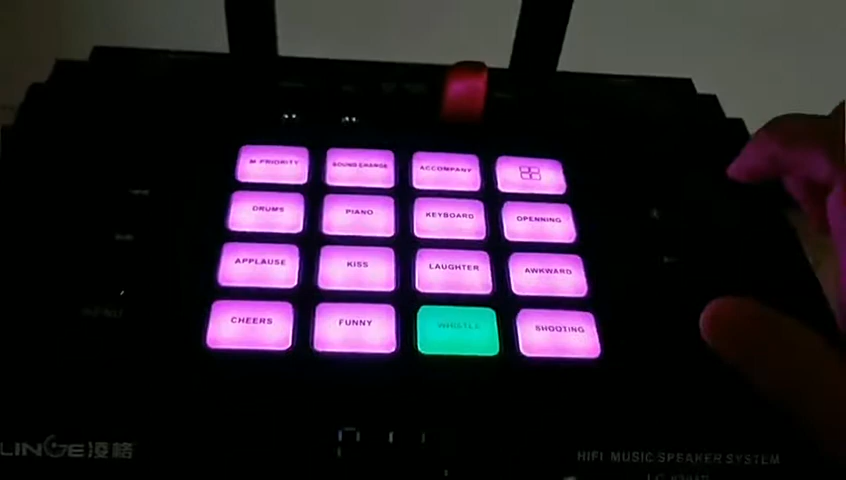 M PRIORITY
SOUND CHANGE
ACCOMPANY
DRUMS
PIANO
KEYBOARD
OPENNING
APPLAUSE
KISS
LAUGHTER
AWKWARD
CHEERS
FUNNY
WHISTLE
SHOOTING
MENU
LINGE凌格
HIFI MUSIC SPEAKER SYSTEM